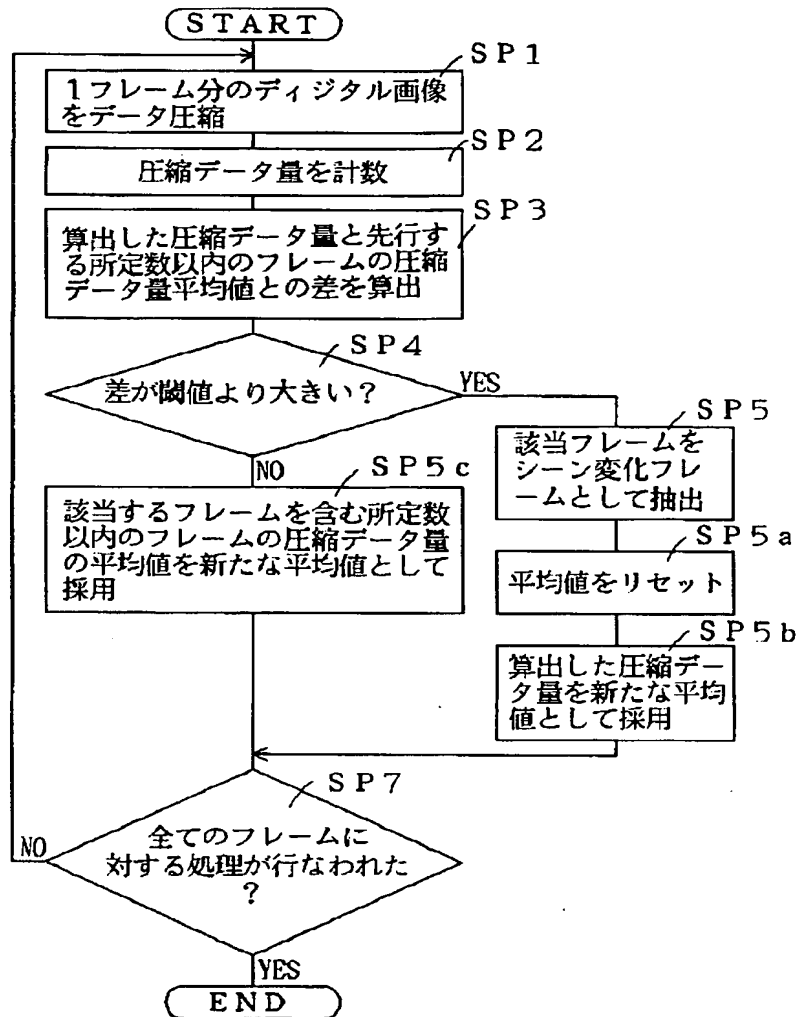 START
SP1
1フレーム分のディジタル画像
をデータ圧縮
SP2
圧縮データ量を計数
SP3
算出した圧縮データ量と先行す
る所定数以内のフレームの圧縮
データ量平均値との差を算出
SP4
差が閾値より大きい?
YES
NO
SP5
該当フレームを
シーン変化フレ
ームとして抽出
SP5a
平均値をリセット
SP5b
算出した圧縮デー
タ量を新たな平均
値として採用
SP5c
該当するフレームを含む所定数
以内のフレームの圧縮データ量
の平均値を新たな平均値として
採用
SP7
全てのフレームに
対する処理が行なわれた
?
NO
YES
END